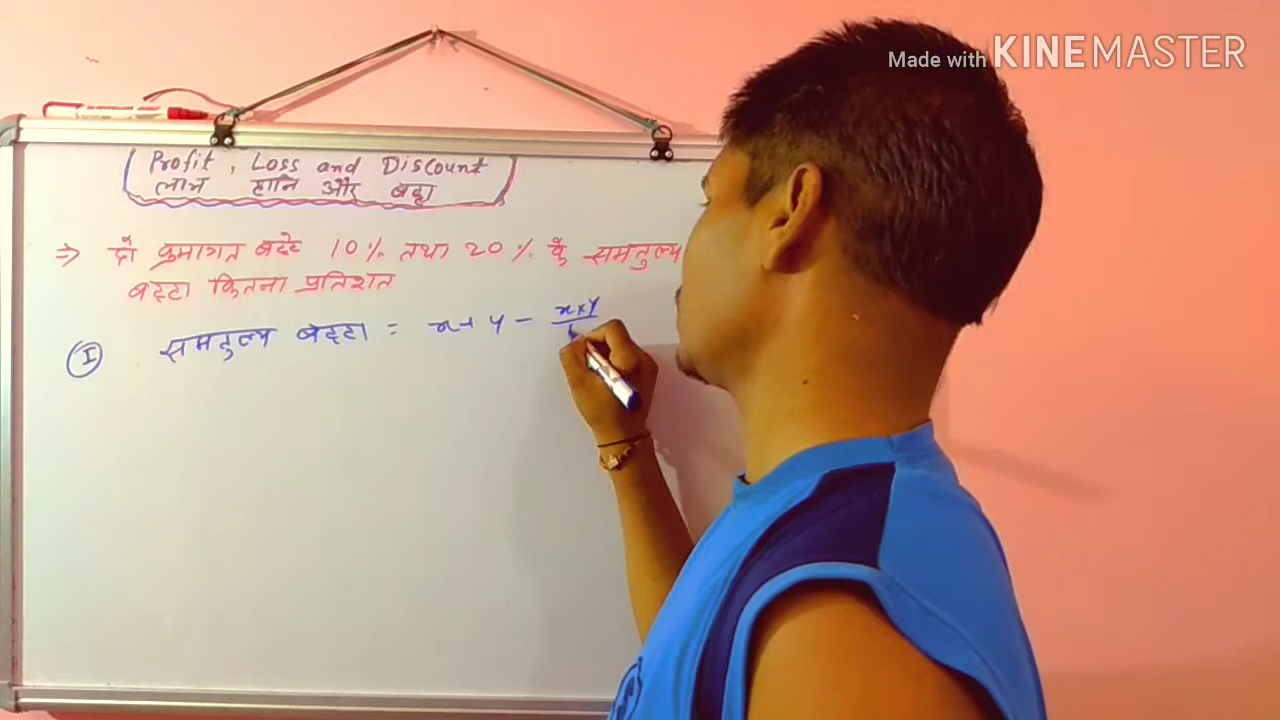 Made with KINEMASTER
Profit, Loss and Discount
लाभ हानि और बट्टा
⇒ दो क्रमागत बट्टे 10% तथा 20% के समतुल्य
बट्टा कितना प्रतिशत
I समतुल्य बट्टा = x + y - x×y/1